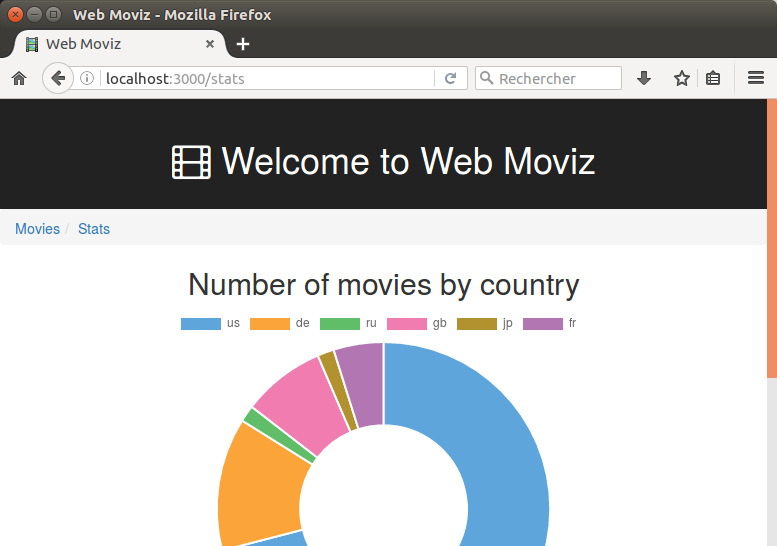 Web Moviz - Mozilla Firefox
Web Moviz
localhost:3000/stats
Rechercher
Welcome to Web Moviz
Movies / Stats
Number of movies by country
us de ru gb jp fr